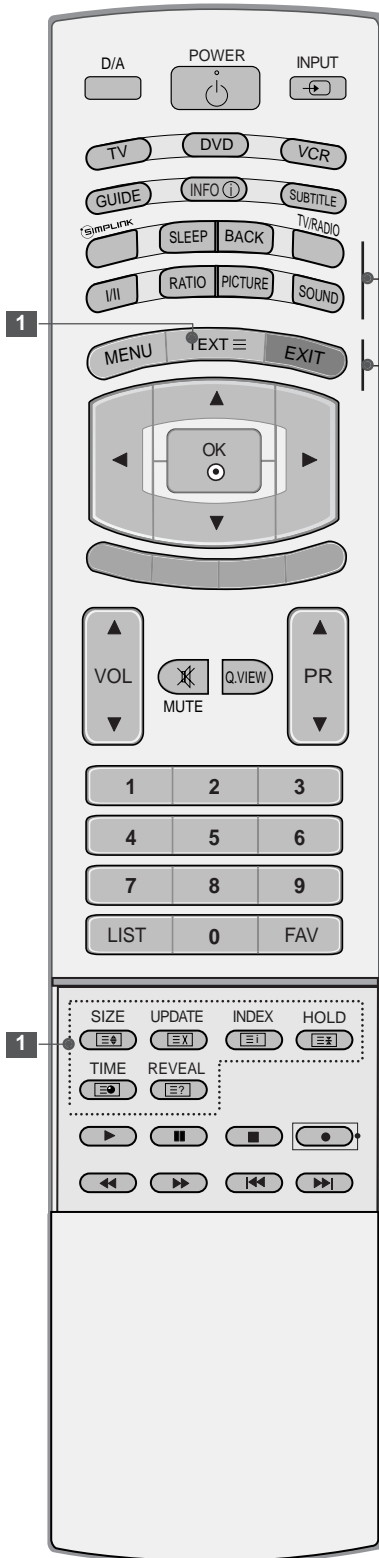 D/A POWER INPUT
TV DVD VCR
GUIDE INFO i SUBTITLE
SIMPLINK SLEEP BACK TV/RADIO
I/II RATIO PICTURE SOUND
1
MENU TEXT EXIT
OK
VOL PR
Q.VIEW
MUTE
1 2 3
4 5 6
7 8 9
LIST 0 FAV
SIZE UPDATE INDEX HOLD
1
TIME REVEAL